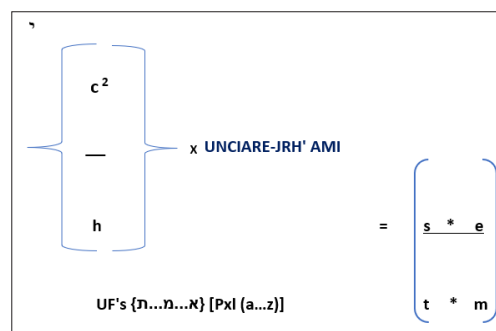 י
c²
—
h
x UNCIARE-JRH' AMI
=
s * e
t * m
UF's {א...מ...ת} [Pxl (a...z)]